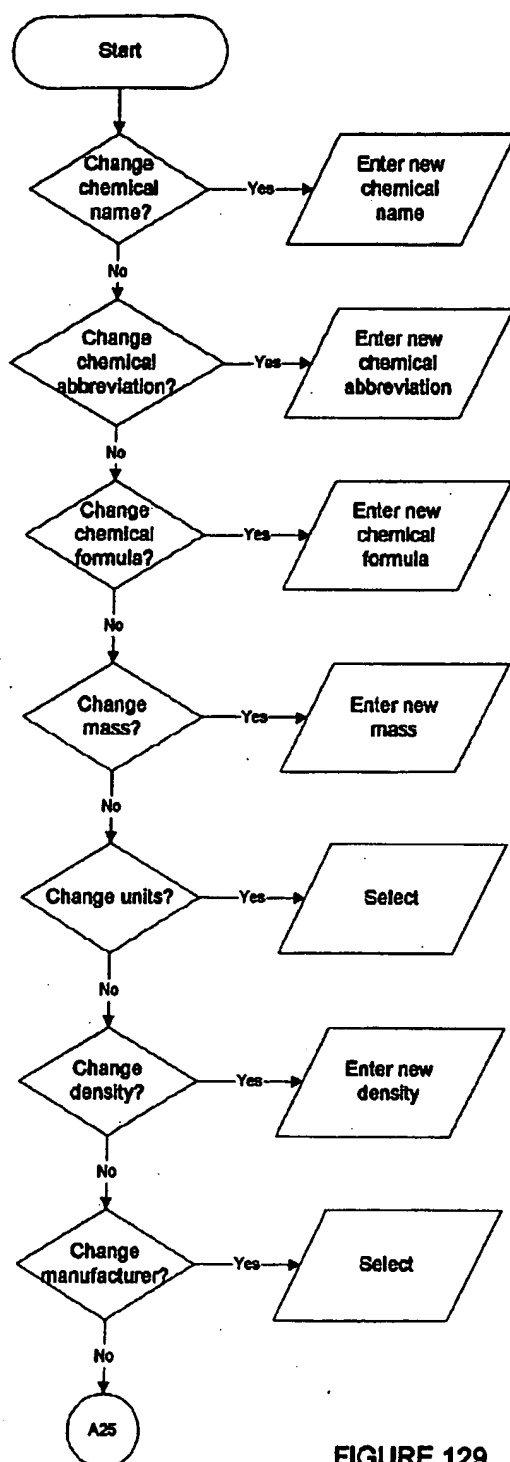 Start
Change
chemical
name?
Yes
Enter new
chemical
name
No
Change
chemical
abbreviation?
Yes
Enter new
chemical
abbreviation
No
Change
chemical
formula?
Yes
Enter new
chemical
formula
No
Change
mass?
Yes
Enter new
mass
No
Change units?
Yes
Select
No
Change
density?
Yes
Enter new
density
No
Change
manufacturer?
Yes
Select
No
A25
FIGURE 129